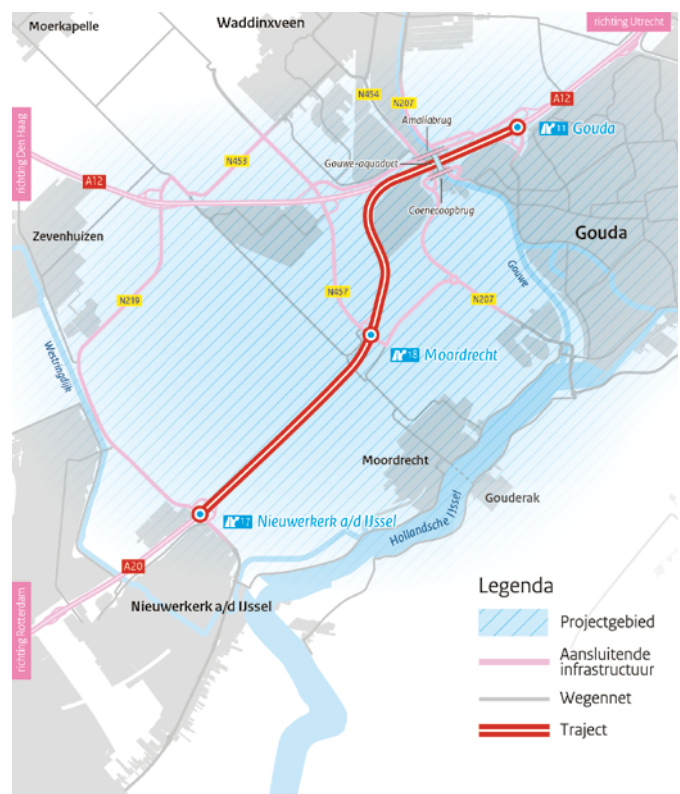 Moerkapelle
Waddinxveen
richting Utrecht
N454
N207
A12
Amaliabrug
11 Gouda
richting Den Haag
N453
Gouwe-aquaduct
A12
Coenecoopbrug
Zevenhuizen
Gouda
Gouwe
N219
N457
N207
Westringdijk
18 Moordrecht
Moordrecht
Gouderak
17 Nieuwerkerk a/d IJssel
Hollandsche IJssel
A20
Nieuwerkerk a/d IJssel
richting Rotterdam
Legenda
Projectgebied
Aansluitende
infrastructuur
Wegennet
Traject